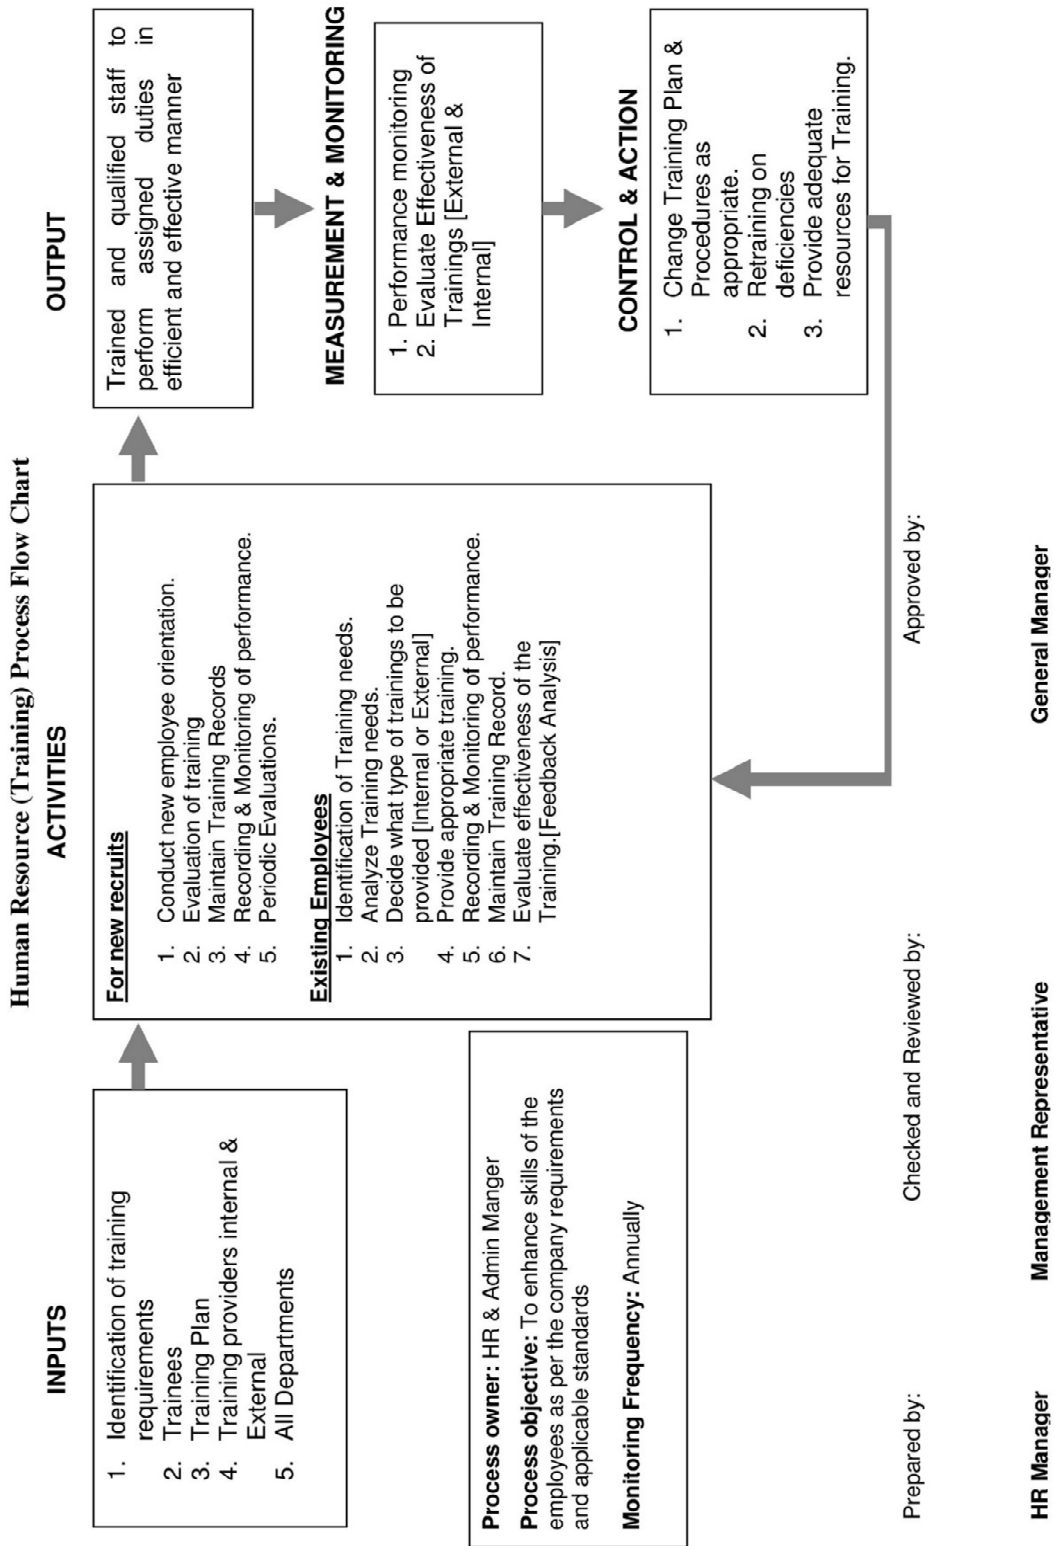 Human Resource (Training) Process Flow Chart
INPUTS
1. Identification of training
requirements
2. Trainees
3. Training Plan
4. Training providers internal &
External
5. All Departments
Process owner: HR & Admin Manger
Process objective: To enhance skills of the
employees as per the company requirements
and applicable standards
Monitoring Frequency: Annually
ACTIVITIES
For new recruits
1. Conduct new employee orientation.
2. Evaluation of training
3. Maintain Training Records
4. Recording & Monitoring of performance.
5. Periodic Evaluations.
Existing Employees
1. Identification of Training needs.
2. Analyze Training needs.
3. Decide what type of trainings to be
provided [Internal or External]
4. Provide appropriate training.
5. Recording & Monitoring of performance.
6. Maintain Training Record.
7. Evaluate effectiveness of the
Training.[Feedback Analysis]
OUTPUT
Trained and qualified staff to
perform assigned duties in
efficient and effective manner
MEASUREMENT & MONITORING
1. Performance monitoring
2. Evaluate Effectiveness of
Trainings [External &
Internal]
CONTROL & ACTION
1. Change Training Plan &
Procedures as
appropriate.
2. Retraining on
deficiencies
3. Provide adequate
resources for Training.
Prepared by:
Checked and Reviewed by:
Approved by:
HR Manager
Management Representative
General Manager